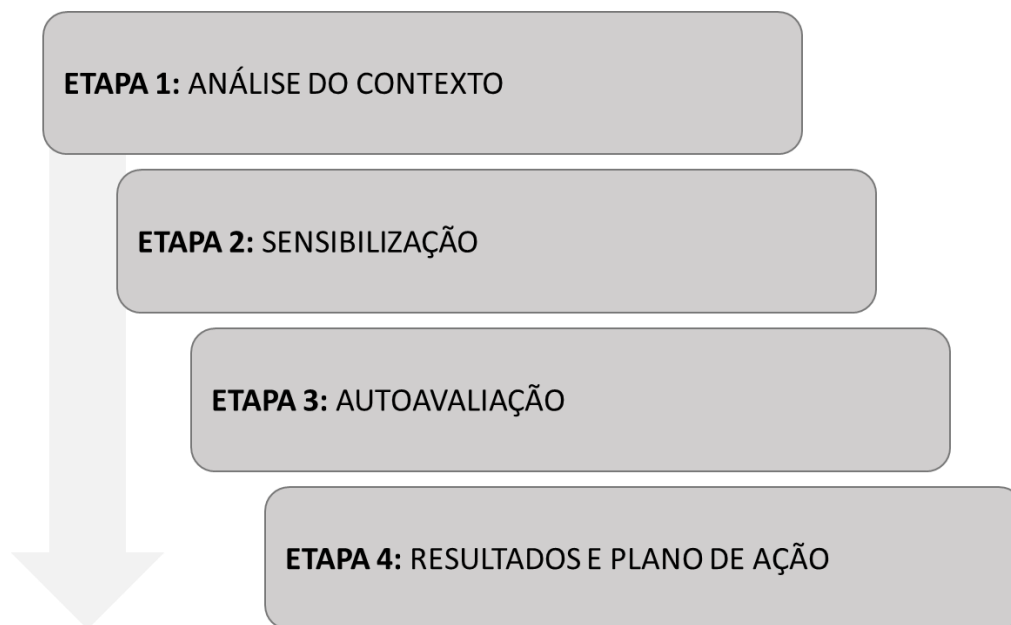 ETAPA 1: ANÁLISE DO CONTEXTO
ETAPA 2: SENSIBILIZAÇÃO
ETAPA 3: AUTOAVALIAÇÃO
ETAPA 4: RESULTADOS E PLANO DE AÇÃO